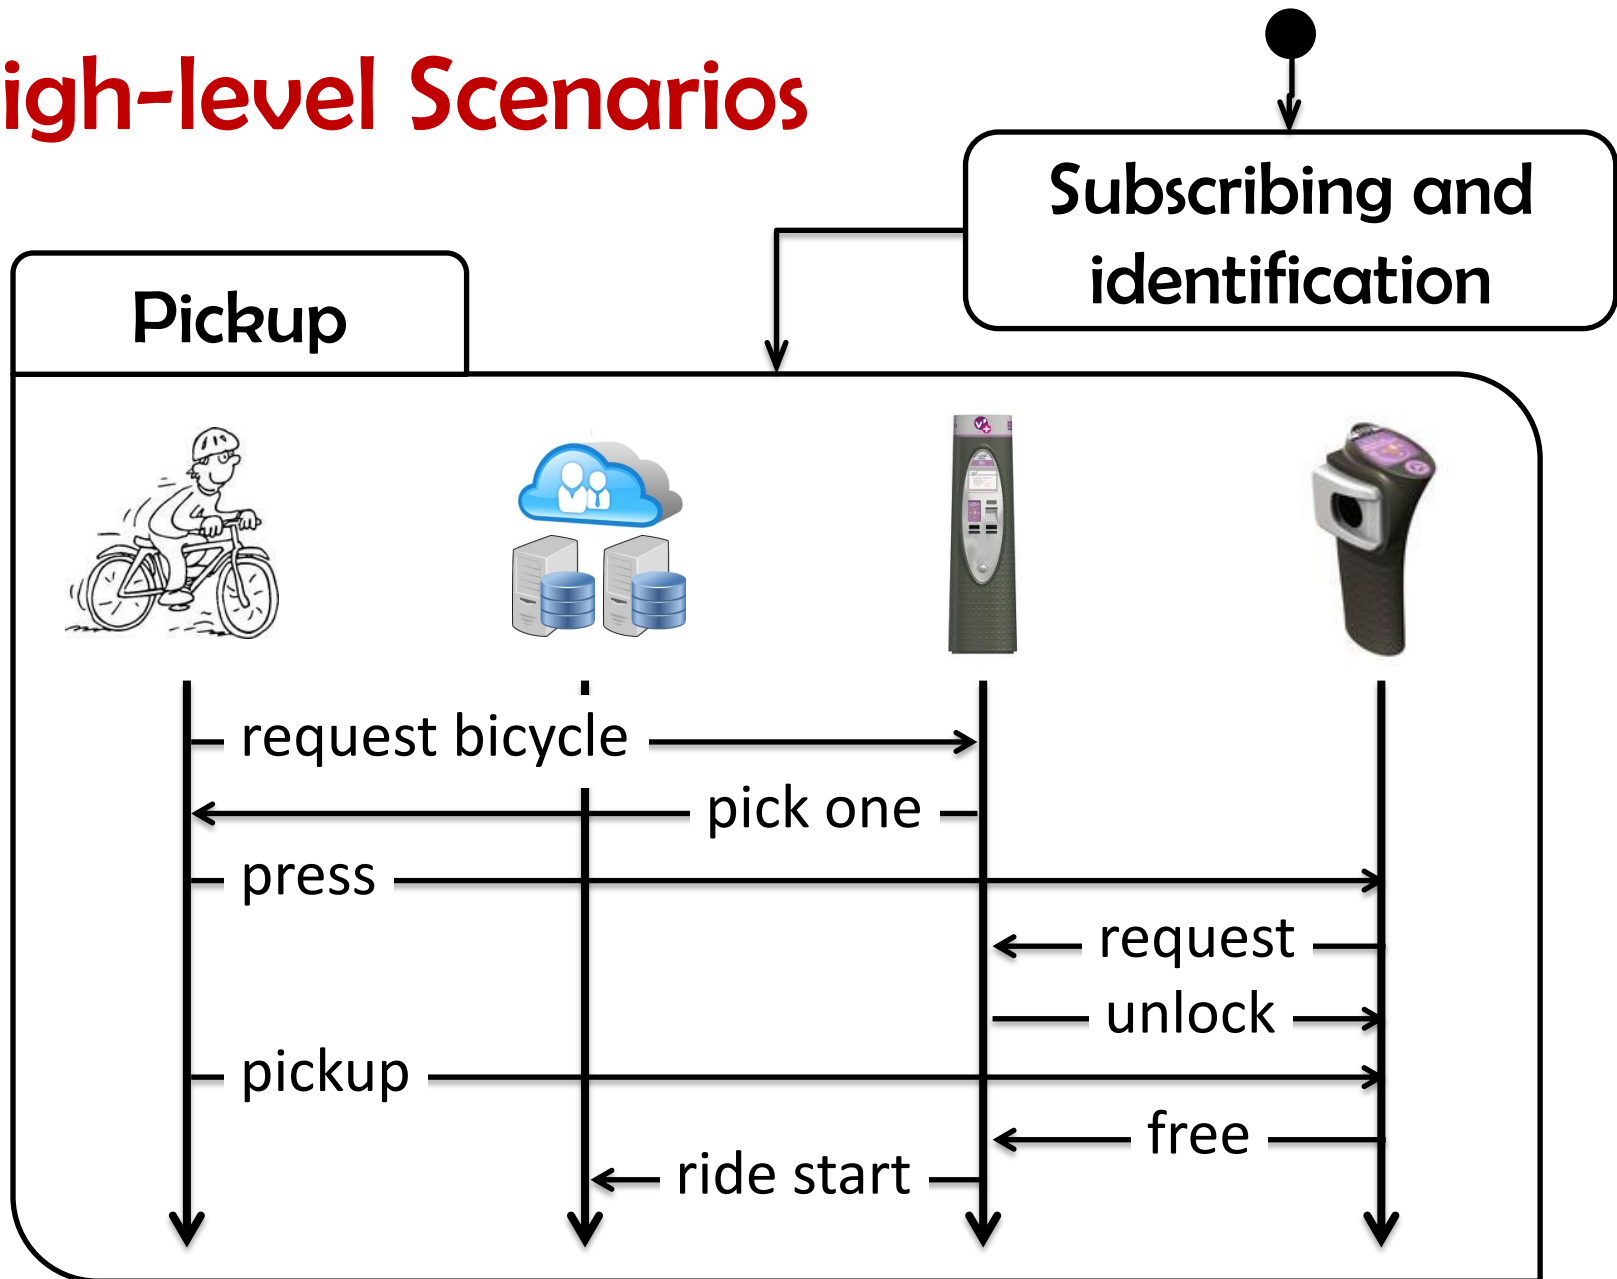 igh-level Scenarios
Subscribing and
identification
Pickup
request bicycle
pick one
press
request
unlock
pickup
free
ride start